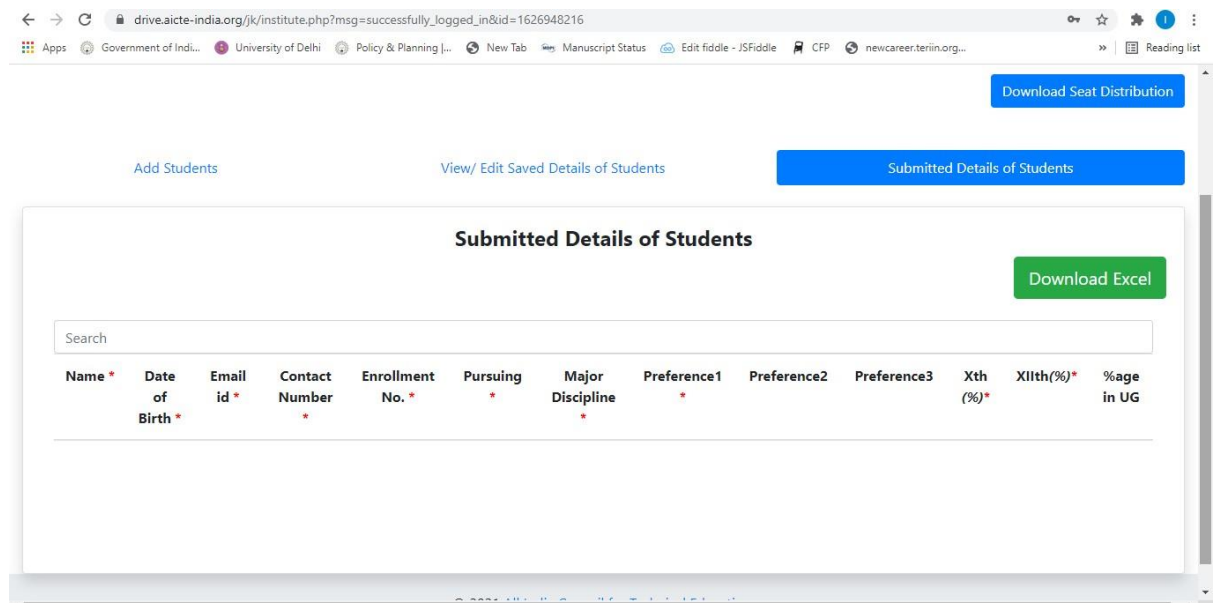 drive.aicte-india.org/jk/institute.php?msg=successfully_logged_in&id=1626948216
Apps Government of Indi... University of Delhi Policy & Planning |... New Tab Manuscript Status Edit fiddle - JSFiddle CFP newcareer.teriin.org... » Reading list
Download Seat Distribution
Add Students View/ Edit Saved Details of Students Submitted Details of Students
Submitted Details of Students
Download Excel
Search
Name * Date Email Contact Enrollment Pursuing Major Preference1 Preference2 Preference3 Xth XIIth(%)* %age
of id * Number No. * * Discipline * (%)* in UG
Birth * * *